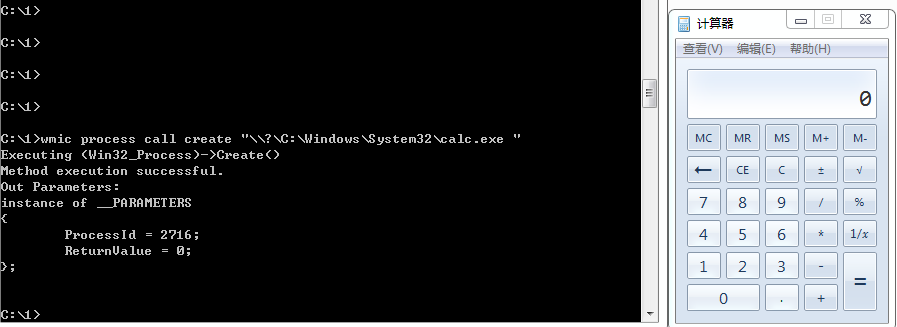 C:\1>
C:\1>
C:\1>
C:\1>
C:\1>wmic process call create "\\?\C:\Windows\System32\calc.exe "
Executing (Win32_Process)->Create()
Method execution successful.
Out Parameters:
instance of __PARAMETERS
{
        ProcessId = 2716;
        ReturnValue = 0;
};
C:\1>
计算器
查看(V) 编辑(E) 帮助(H)
0
MC MR MS M+ M-
← CE C ± √
7 8 9 / %
4 5 6 * 1/x
1 2 3 - =
0 . +